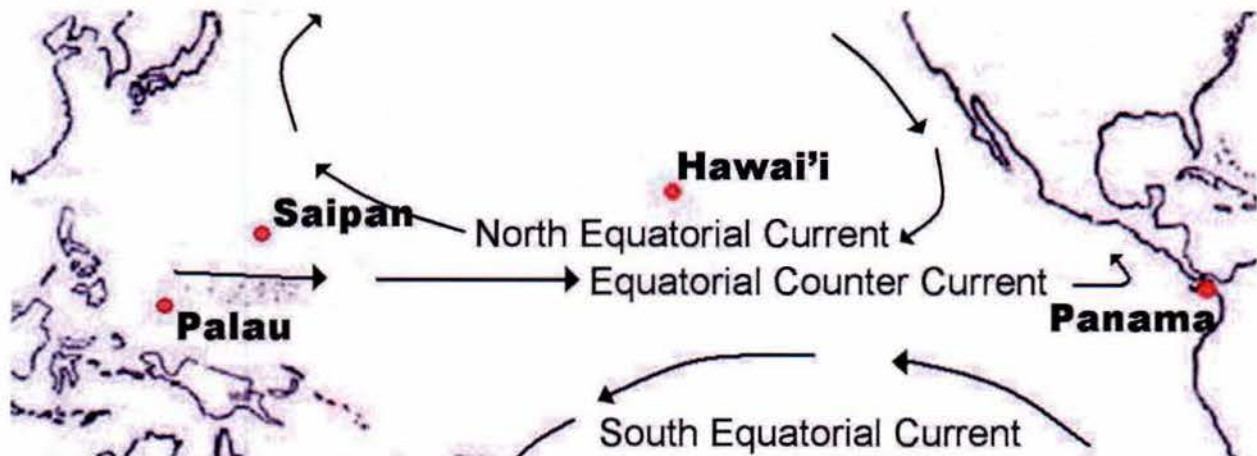 Hawai'i
Saipan
North Equatorial Current
Equatorial Counter Current
Palau
Panama
South Equatorial Current